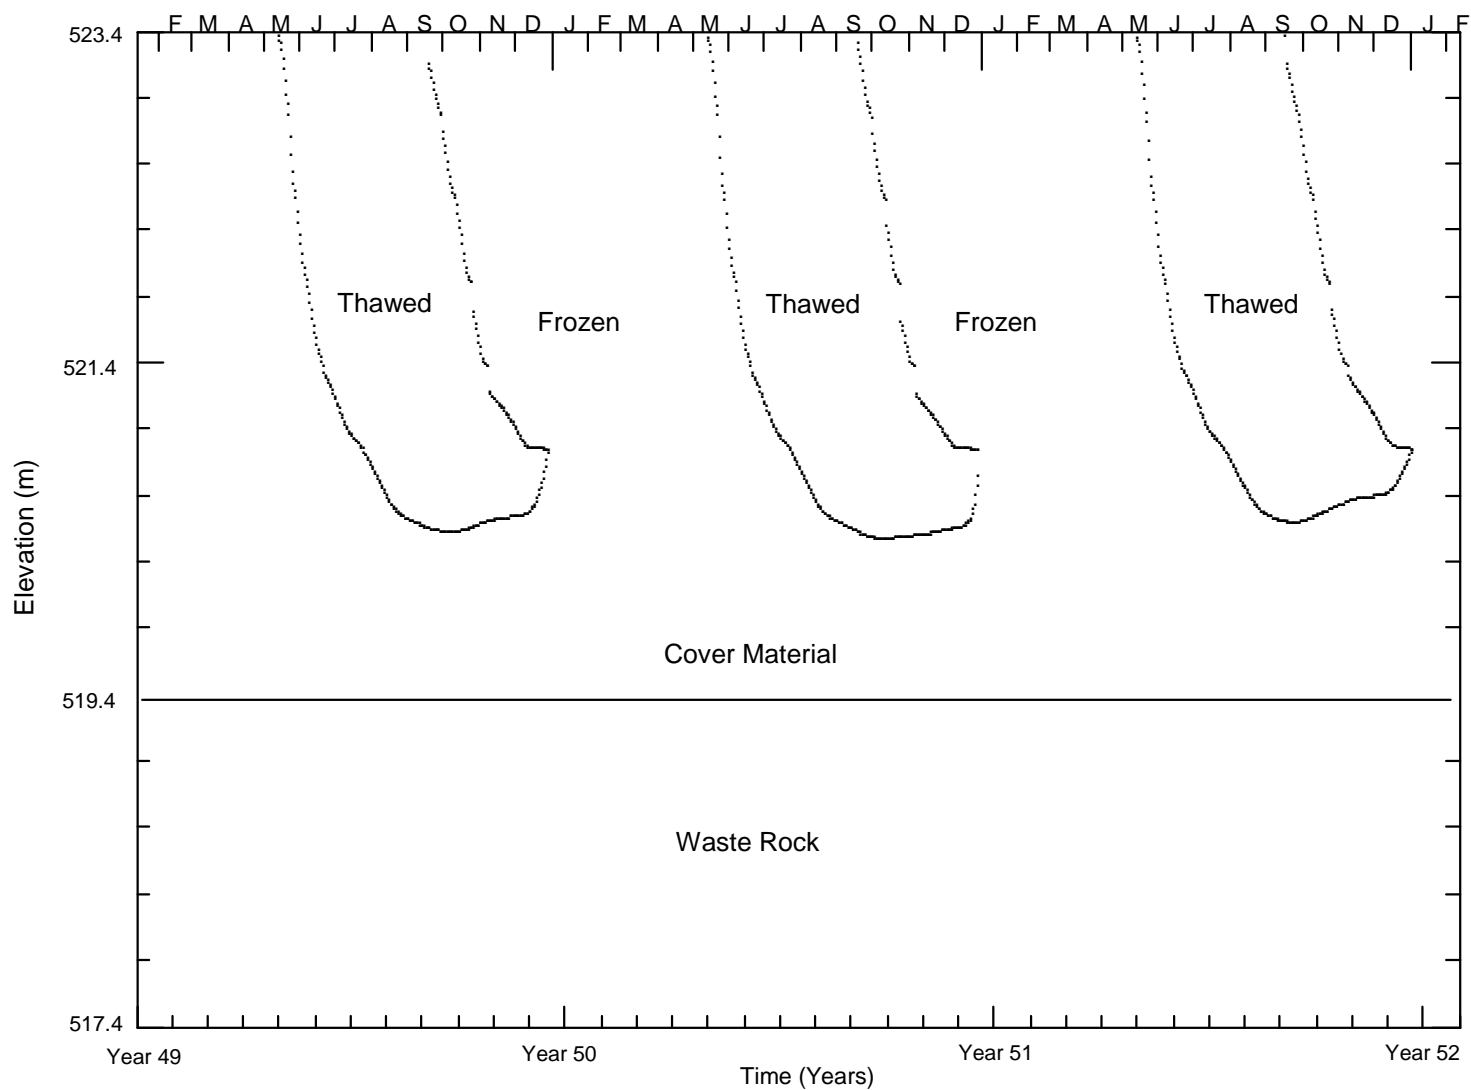 F M A M J J A S O N D J F M A M J J A S O N D J F M A M J J A S O N D J F
523.4
Thawed
Thawed
Thawed
Frozen
Frozen
521.4
Elevation (m)
Cover Material
519.4
Waste Rock
517.4
Year 49
Year 50
Year 51
Year 52
Time (Years)